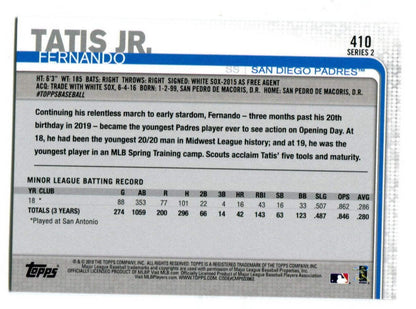 TATIS JR.
FERNANDO
410
SERIES 2
SS SAN DIEGO PADRES™
HT: 6'3" WT: 185 BATS: RIGHT THROWS: RIGHT SIGNED: WHITE SOX-2015 AS FREE AGENT
ACQ: TRADE WITH WHITE SOX, 6-4-16 BORN: 1-2-99, SAN PEDRO DE MACORIS, D.R. HOME: SAN PEDRO DE MACORIS, D.R.
#TOPPSBASEBALL
Continuing his relentless march to early stardom, Fernando – three months past his 20th
birthday in 2019 – became the youngest Padres player ever to see action on Opening Day. At
18, he had been the youngest 20/20 man in Midwest League history; and at 19, he was the
youngest player in an MLB Spring Training camp. Scouts acclaim Tatis' five tools and maturity.
MINOR LEAGUE BATTING RECORD
YR CLUB G AB R H 2B 3B HR RBI SB BB SLG OPS AVG
18 * 88 353 77 101 22 4 16 43 16 33 .507 .862 .286
TOTALS (3 YEARS) 274 1059 200 296 66 14 42 143 63 123 .487 .846 .280
*Played at San Antonio
Topps